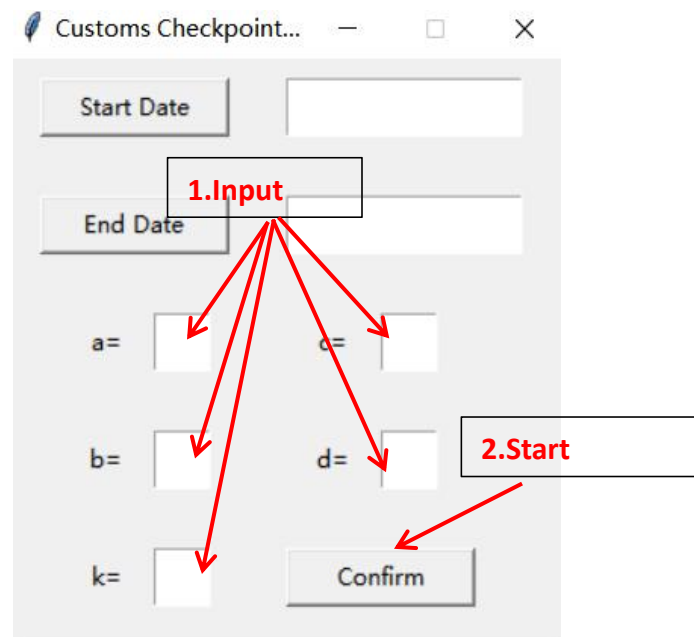 Customs Checkpoint...
Start Date
1.Input
End Date
a=
c=
b=
d=
2.Start
k=
Confirm